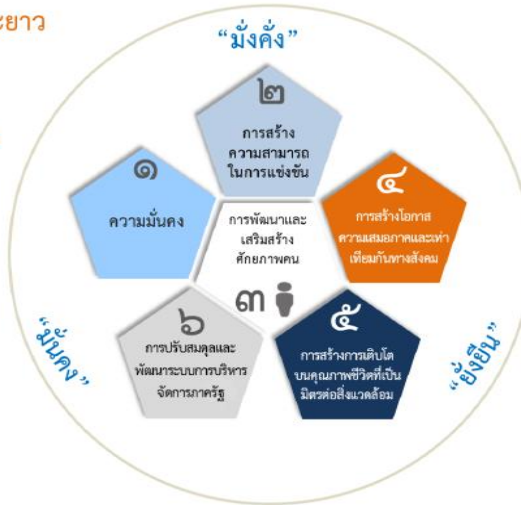 ะยาว
“มั่งคั่ง”
๒
การสร้าง
ความสามารถ
ในการแข่งขัน
๑
ความมั่นคง
๔
การสร้างโอกาส
ความเสมอภาคและเท่า
เทียมกันทางสังคม
การพัฒนาและ
เสริมสร้าง
ศักยภาพคน
๓
๖
การปรับสมดุลและ
พัฒนาระบบการบริหาร
จัดการภาครัฐ
๕
การสร้างการเติบโต
บนคุณภาพชีวิตที่เป็น
มิตรต่อสิ่งแวดล้อม
“มั่นคง”
“ยั่งยืน”